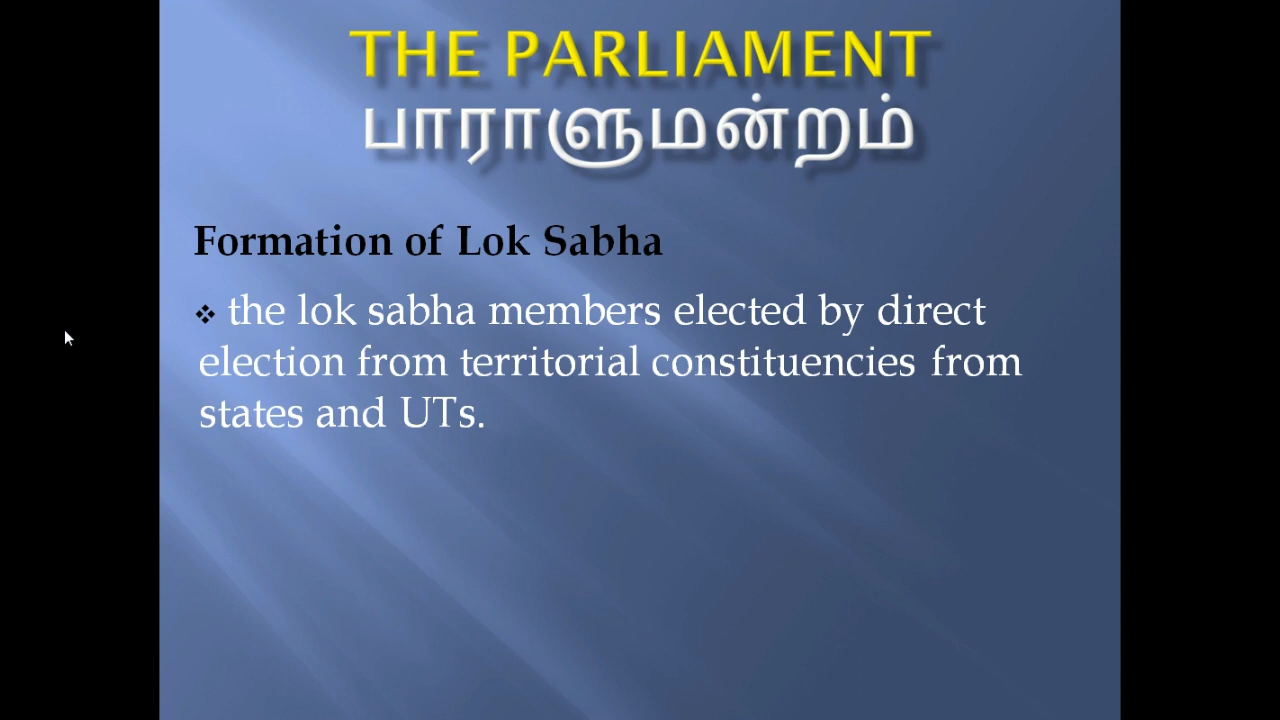 THE PARLIAMENT
பாராளுமன்றம்
Formation of Lok Sabha
❖ the lok sabha members elected by direct
election from territorial constituencies from
states and UTs.